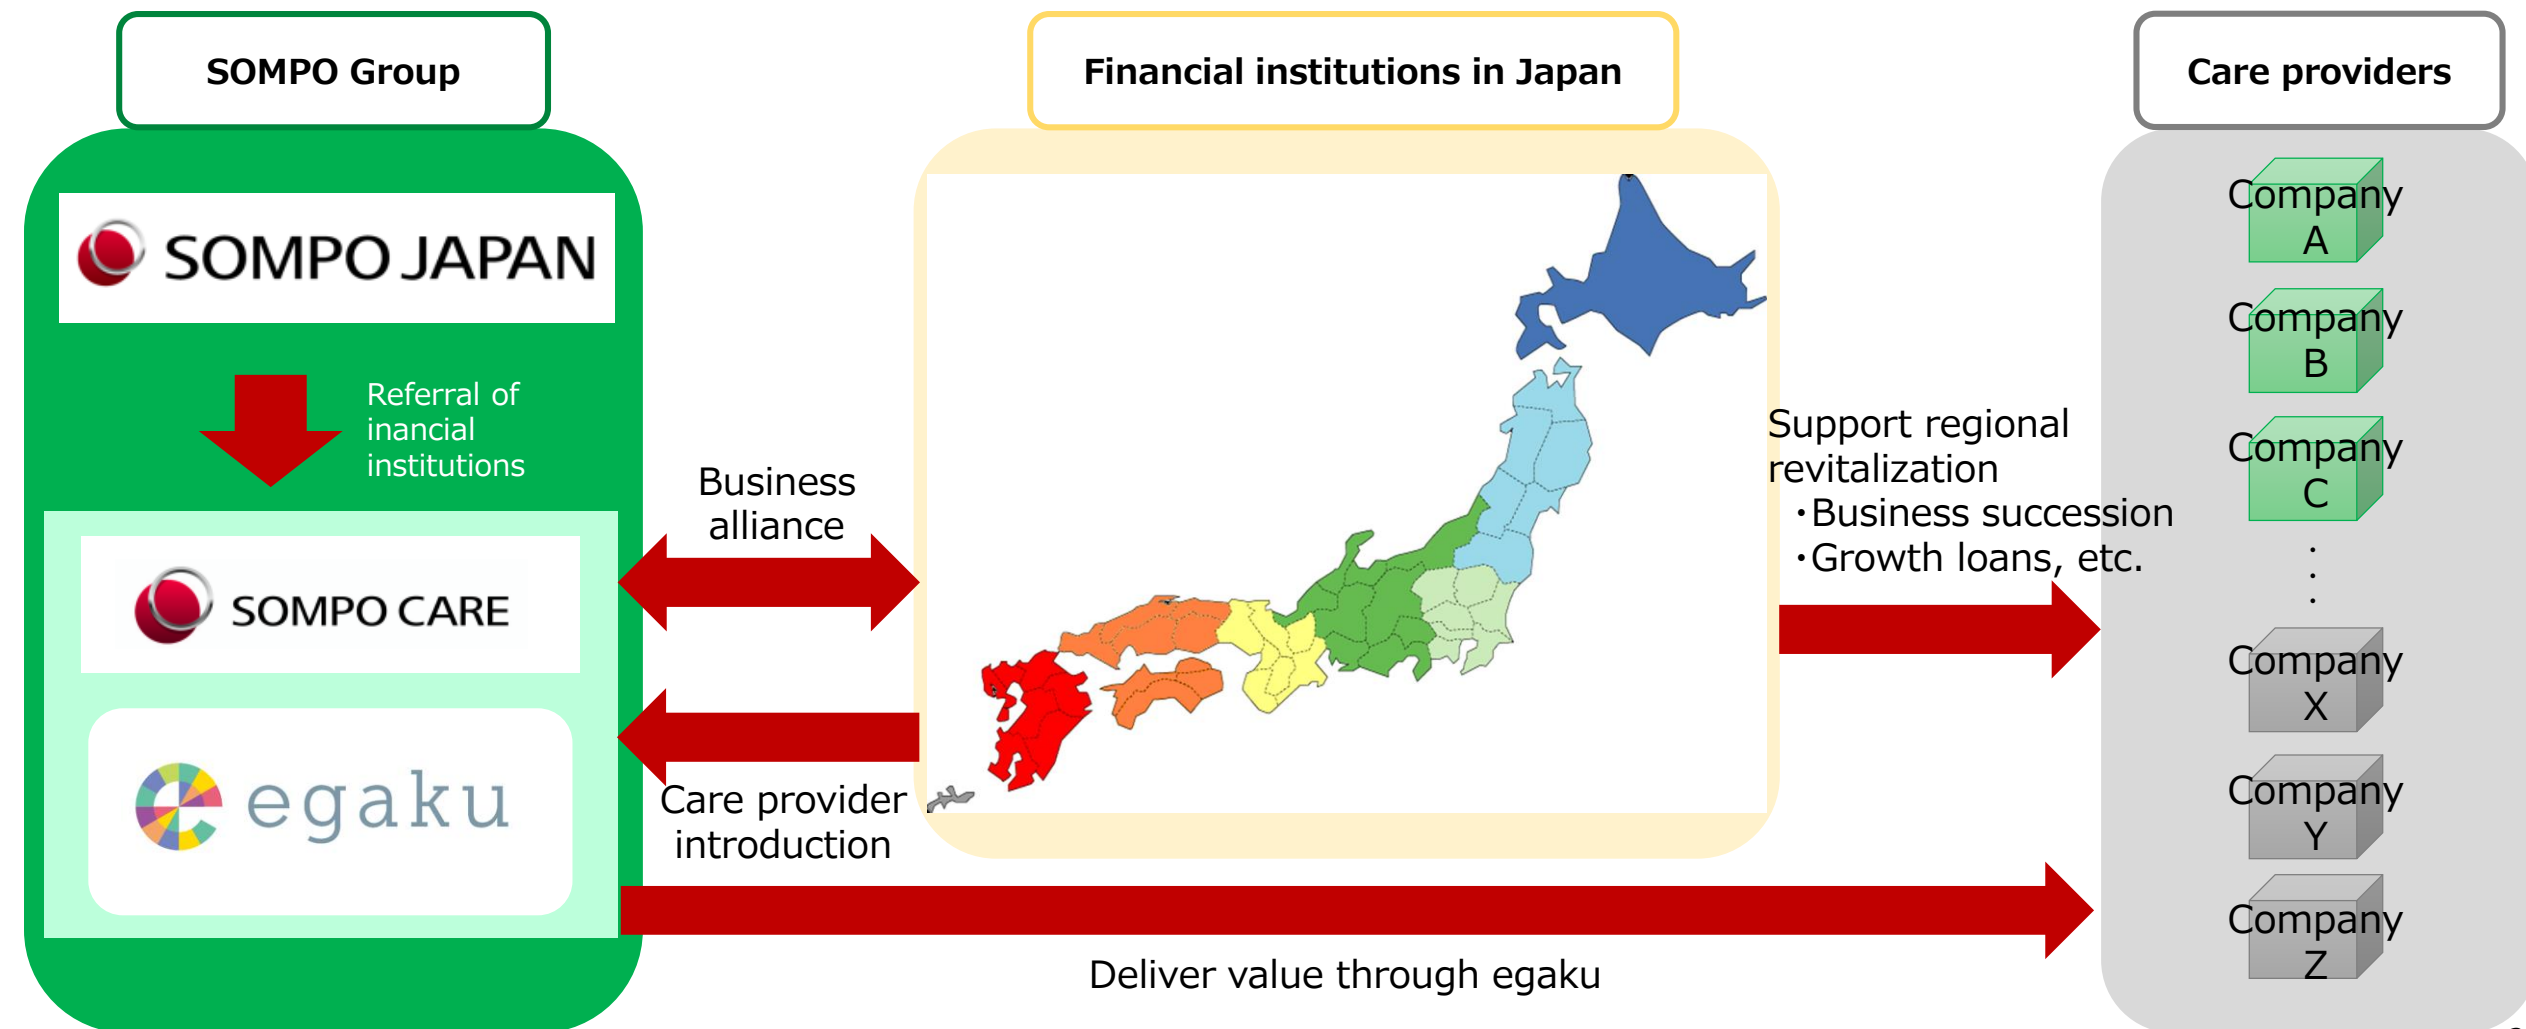 SOMPO Group
SOMPO JAPAN
Referral of
inancial
institutions
SOMPO CARE
egaku
Business
alliance
Care provider
introduction
Financial institutions in Japan
Support regional
revitalization
・Business succession
・Growth loans, etc.
Deliver value through egaku
Care providers
Company
A
Company
B
Company
C
・
・
・
Company
X
Company
Y
Company
Z